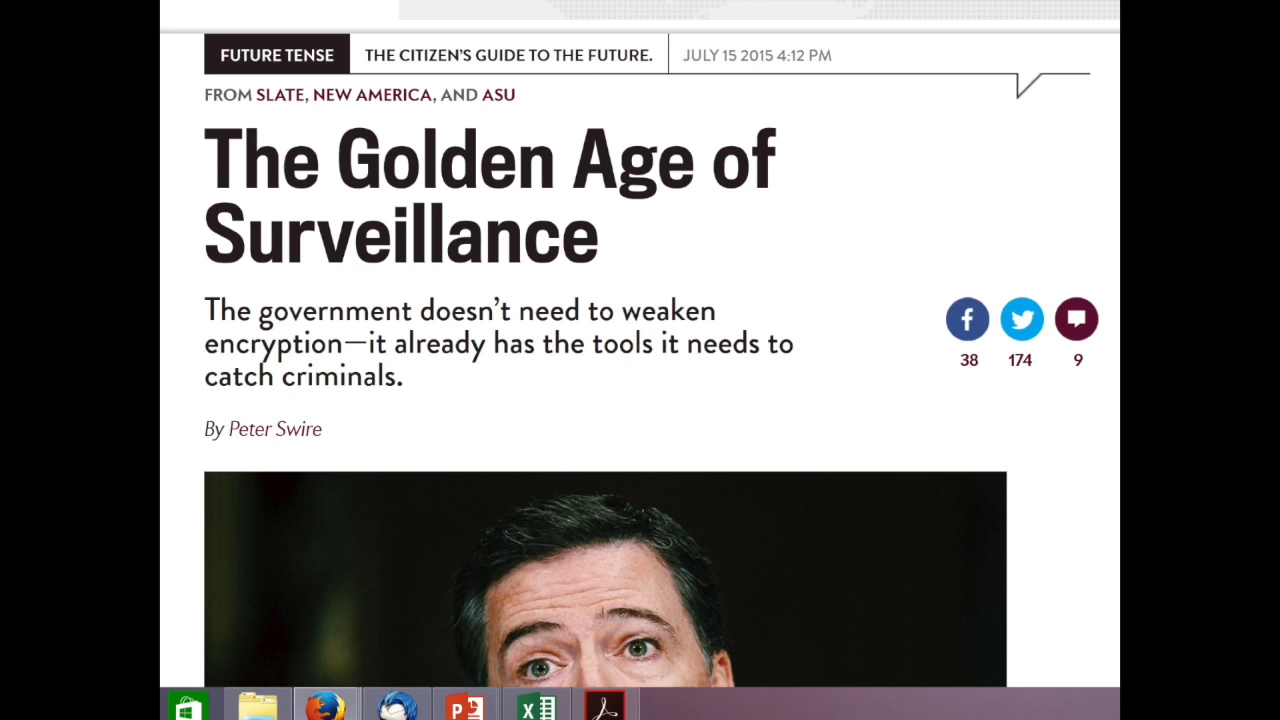 FUTURE TENSE THE CITIZEN'S GUIDE TO THE FUTURE. JULY 15 2015 4:12 PM
FROM SLATE, NEW AMERICA, AND ASU
The Golden Age of
Surveillance
The government doesn't need to weaken
encryption—it already has the tools it needs to
catch criminals.
38 174 9
By Peter Swire